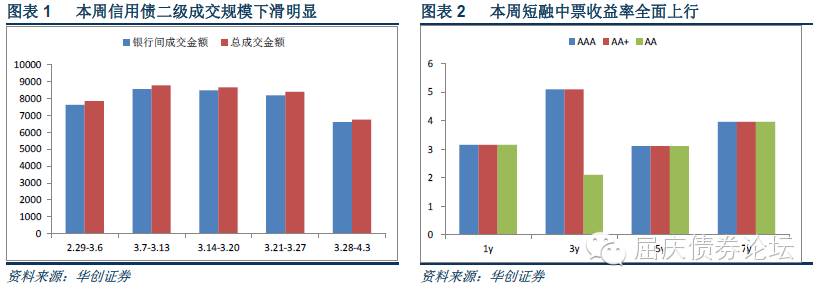 图表 1 本周信用债二级成交规模下滑明显
银行间成交金额 总成交金额
10000
9000
8000
7000
6000
5000
4000
3000
2000
1000
0
2.29-3.6 3.7-3.13 3.14-3.20 3.21-3.27 3.28-4.3
资料来源：华创证券
图表 2 本周短融中票收益率全面上行
AAA AA+ AA
6
5
4
3
2
1
0
1y 3y 5y 7y
屈庆债券论坛
资料来源：华创证券